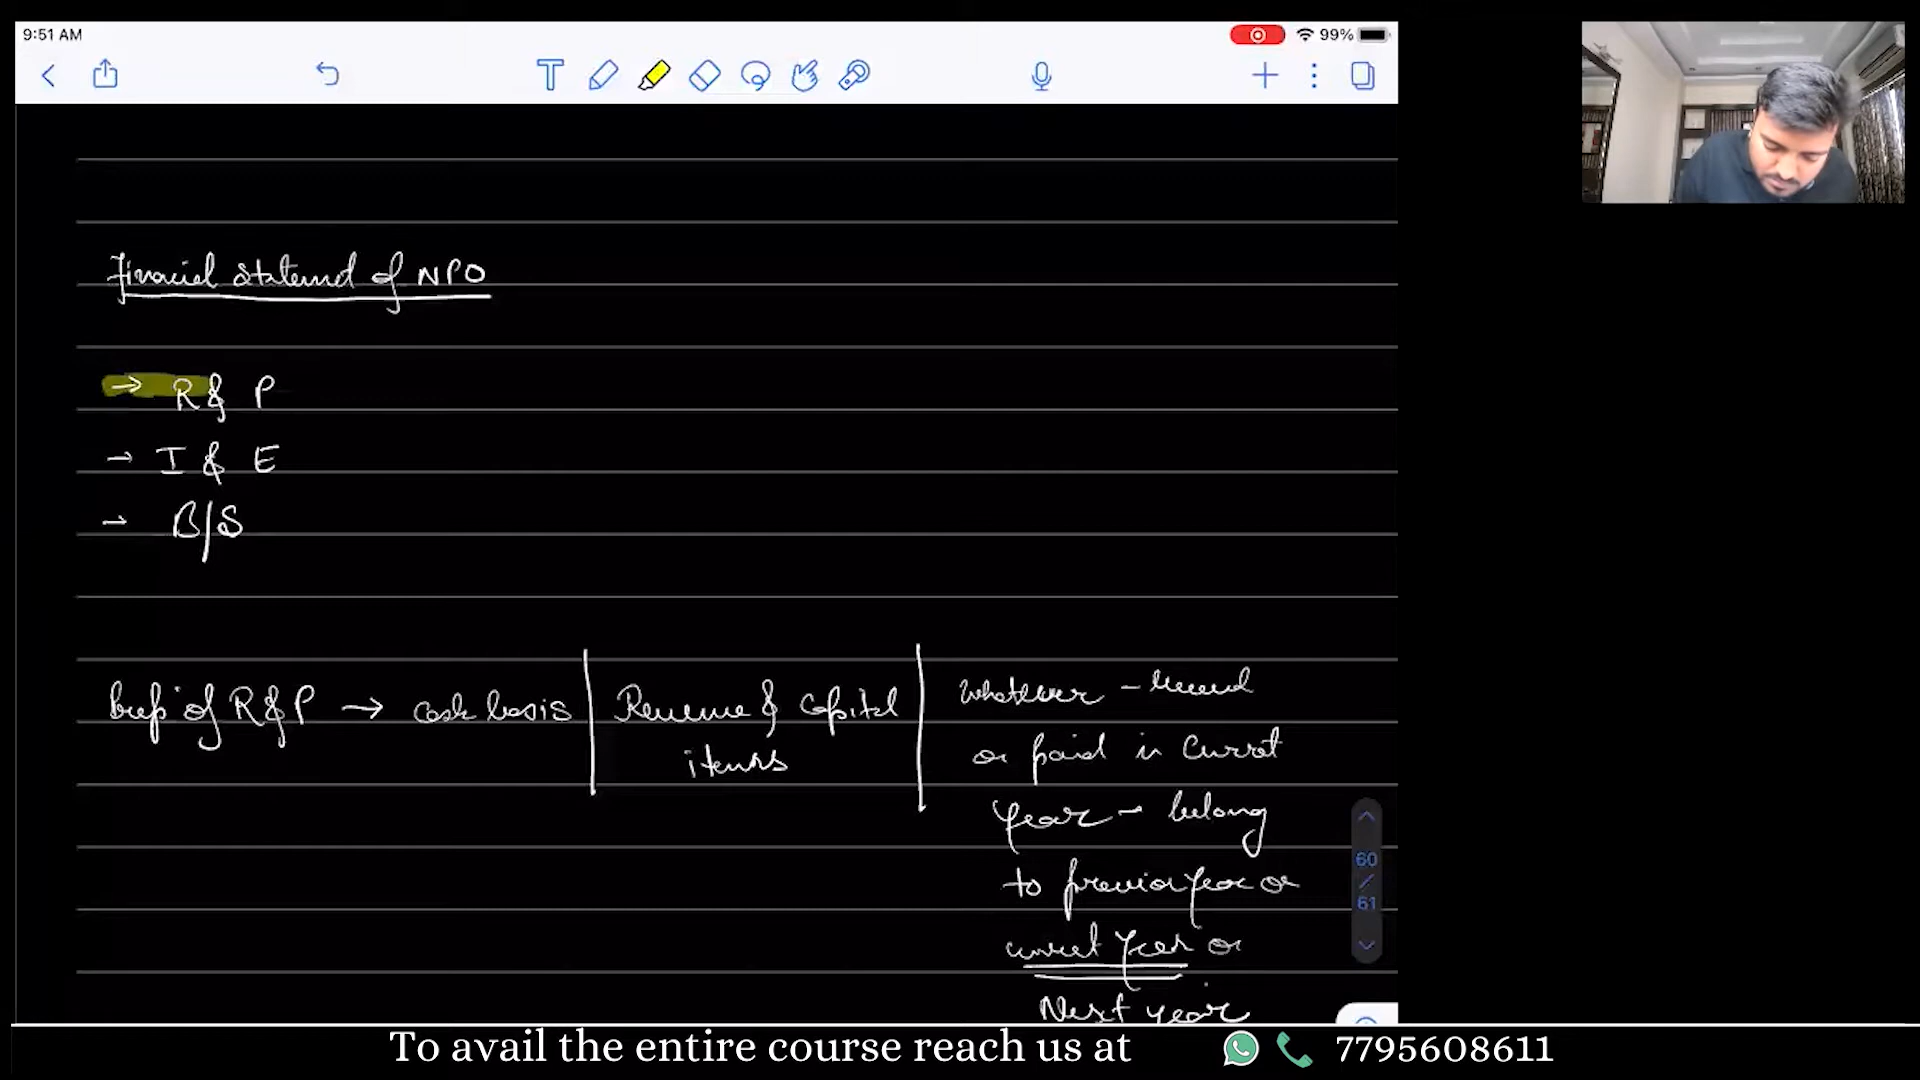 9:51 AM
99%
T
Financial statement of NPO
→ R & P
→ I & E
→ B/S
of R&P → cash basis
Revenue & Capital
items
Whatever -
or paid in Current
year - belong
to previous year or
current year or
Next year
60
/
61
To avail the entire course reach us at 7795608611